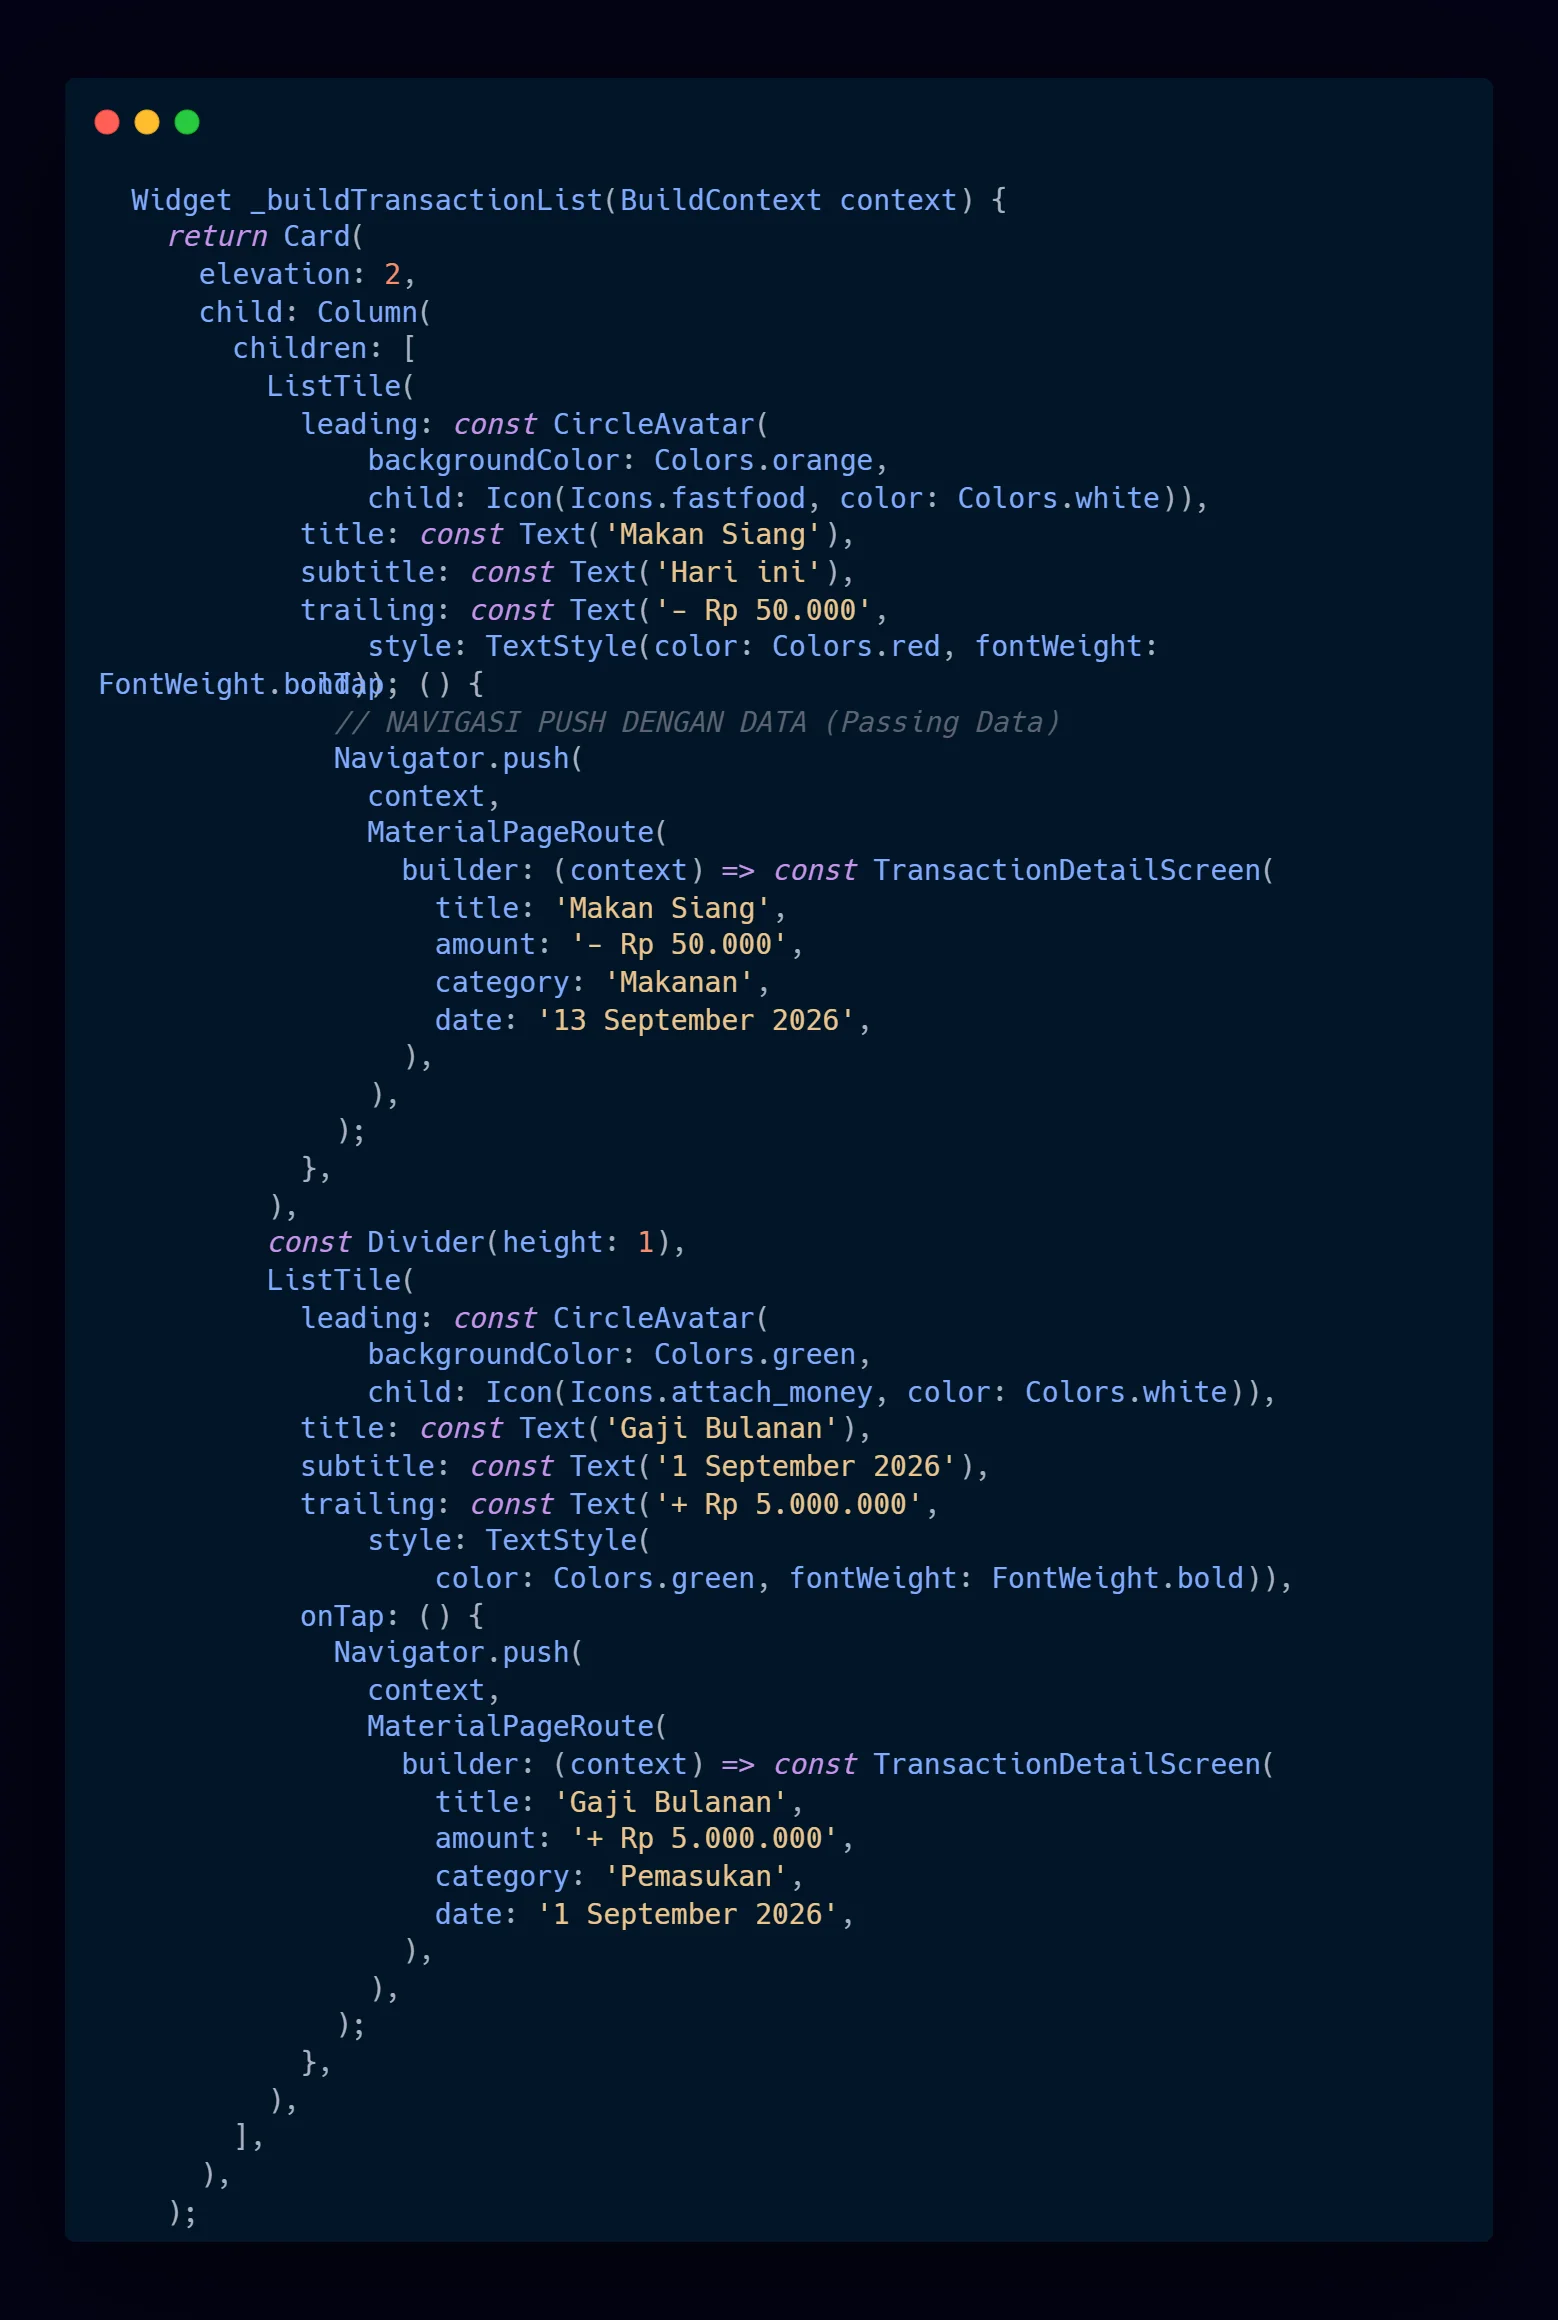 Widget _buildTransactionList(BuildContext context) {
return Card(
elevation: 2,
child: Column(
children: [
ListTile(
leading: const CircleAvatar(
backgroundColor: Colors.orange,
child: Icon(Icons.fastfood, color: Colors.white)),
title: const Text('Makan Siang'),
subtitle: const Text('Hari ini'),
trailing: const Text('- Rp 50.000',
style: TextStyle(color: Colors.red, fontWeight:
FontWeight.bold)),
onTap: () {
// NAVIGASI PUSH DENGAN DATA (Passing Data)
Navigator.push(
context,
MaterialPageRoute(
builder: (context) => const TransactionDetailScreen(
title: 'Makan Siang',
amount: '- Rp 50.000',
category: 'Makanan',
date: '13 September 2026',
),
),
);
},
),
const Divider(height: 1),
ListTile(
leading: const CircleAvatar(
backgroundColor: Colors.green,
child: Icon(Icons.attach_money, color: Colors.white)),
title: const Text('Gaji Bulanan'),
subtitle: const Text('1 September 2026'),
trailing: const Text('+ Rp 5.000.000',
style: TextStyle(
color: Colors.green, fontWeight: FontWeight.bold)),
onTap: () {
Navigator.push(
context,
MaterialPageRoute(
builder: (context) => const TransactionDetailScreen(
title: 'Gaji Bulanan',
amount: '+ Rp 5.000.000',
category: 'Pemasukan',
date: '1 September 2026',
),
),
);
},
),
],
),
);